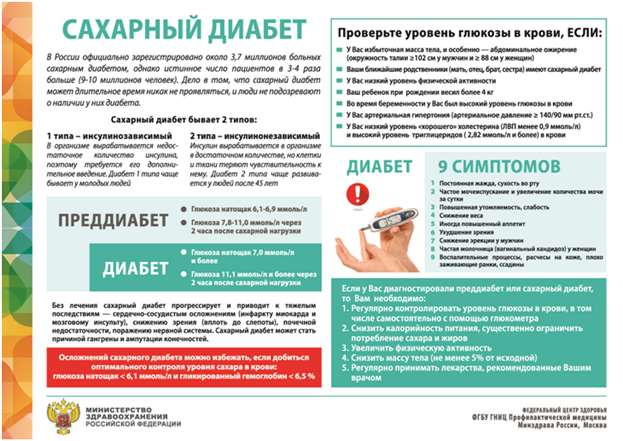 САХАРНЫЙ ДИАБЕТ
В России официально зарегистрировано около 3,7 миллионов больных
сахарным диабетом, однако истинное число пациентов в 3-4 раза
больше (9-10 миллионов человек). Дело в том, что сахарный диабет
может длительное время никак не проявляться, и люди не подозревают
о наличии у них диабета.
Сахарный диабет бывает 2 типов:
1 типа – инсулинозависимый
В организме вырабатывается недос-
таточное количество инсулина,
поэтому требуется его дополни-
тельное введение. Диабет 1 типа чаще
бывает у молодых людей
2 типа – инсулинонезависимый
Инсулин вырабатывается в организме
в достаточном количестве, но клетки
и ткани теряют чувствительность к
нему. Диабет 2 типа чаще развива-
ется у людей после 45 лет
ПРЕДДИАБЕТ
Глюкоза натощак 6,1-6,9 ммоль/л
Глюкоза 7,8-11,0 ммоль/л через
2 часа после сахарной нагрузки
ДИАБЕТ
Глюкоза натощак 7,0 ммоль/л
и более
Глюкоза 11,1 ммоль/л и более через
2 часа после сахарной нагрузки
Без лечения сахарный диабет прогрессирует и приводит к тяжелым
последствиям — сердечно-сосудистым осложнениям (инфаркту миокарда и
мозговому инсульту), снижению зрения (вплоть до слепоты), почечной
недостаточности, поражению нервной системы. Сахарный диабет может стать
причиной гангрены и ампутации конечностей.
Осложнений сахарного диабета можно избежать, если добиться
оптимального контроля уровня сахара в крови:
глюкоза натощак < 6,1 ммоль/л и гликированный гемоглобин < 6,5 %
Проверьте уровень глюкозы в крови, ЕСЛИ:
У Вас избыточная масса тела, и особенно — абдоминальное ожирение
(окружность талии ≥102 см у мужчин и ≥ 88 см у женщин)
Ваши ближайшие родственники (мать, отец, брат, сестра) имеют сахарный диабет
У Вас низкий уровень физической активности
Ваш ребенок при рождении весил более 4 кг
Во время беременности у Вас был высокий уровень глюкозы в крови
У Вас артериальная гипертония (артериальное давление ≥ 140/90 мм рт.ст.)
У Вас низкий уровень «хорошего» холестерина (ЛВП менее 0,9 ммоль/л)
и высокий уровень триглицеридов ( 2,82 ммоль/л и более) в крови
ДИАБЕТ
9 СИМПТОМОВ
1 Постоянная жажда, сухость во рту
2 Частое мочеиспускание и увеличение количества мочи
за сутки
3 Повышенная утомляемость, слабость
4 Снижение веса
5 Иногда повышенный аппетит
6 Ухудшение зрения
7 Снижение эрекции у мужчин
8 Частая молочница (вагинальный кандидоз) у женщин
9 Воспалительные процессы, расчесы на коже, плохо
заживающие ранки, ссадины
Если у Вас диагностировали преддиабет или сахарный диабет,
то Вам необходимо:
1. Регулярно контролировать уровень глюкозы в крови, в том
числе самостоятельно с помощью глюкометра
2. Снизить калорийность питания, существенно ограничить
потребление сахара и жиров
3. Увеличить физическую активность
4. Снизить массу тела (не менее 5% от исходной)
5. Регулярно принимать лекарства, рекомендованные Вашим
врачом
МИНИСТЕРСТВО
ЗДРАВООХРАНЕНИЯ
РОССИЙСКОЙ ФЕДЕРАЦИИ
ФЕДЕРАЛЬНЫЙ ЦЕНТР ЗДОРОВЬЯ
ФГБУ ГНИЦ Профилактической медицины
Минздрава России, Москва